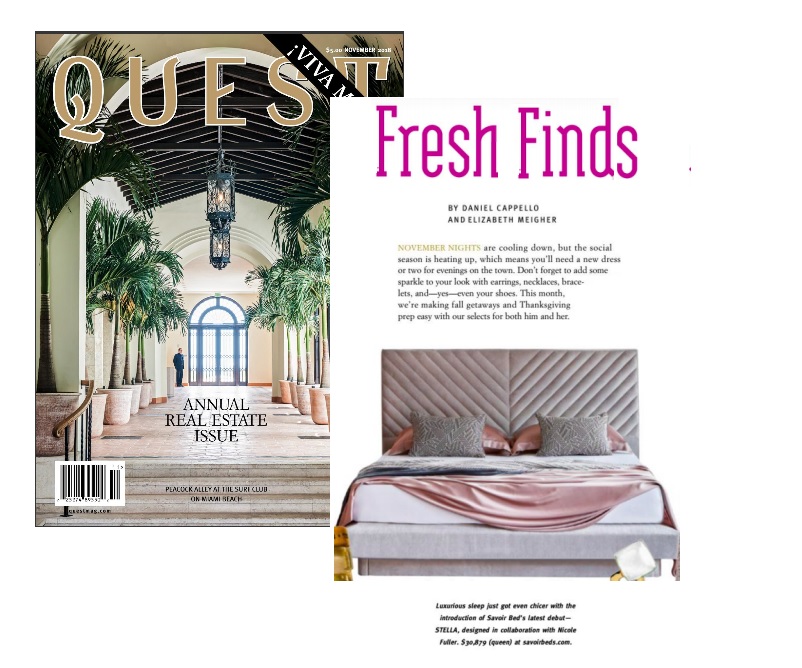 $5.00 NOVEMBER 2018
¡VIVA M
QUEST
ANNUAL
REAL ESTATE
ISSUE
PEACOCK ALLEY AT THE SURF CLUB
ON MIAMI BEACH
questmag.com
Fresh Finds
BY DANIEL CAPPELLO
AND ELIZABETH MEIGHER
NOVEMBER NIGHTS are cooling down, but the social
season is heating up, which means you'll need a new dress
or two for evenings on the town. Don't forget to add some
sparkle to your look with earrings, necklaces, brace-
lets, and—yes—even your shoes. This month,
we're making fall getaways and Thanksgiving
prep easy with our selects for both him and her.
Luxurious sleep just got even chicer with the
introduction of Savoir Bed's latest debut—
STELLA, designed in collaboration with Nicole
Fuller. $30,879 (queen) at savoirbeds.com.